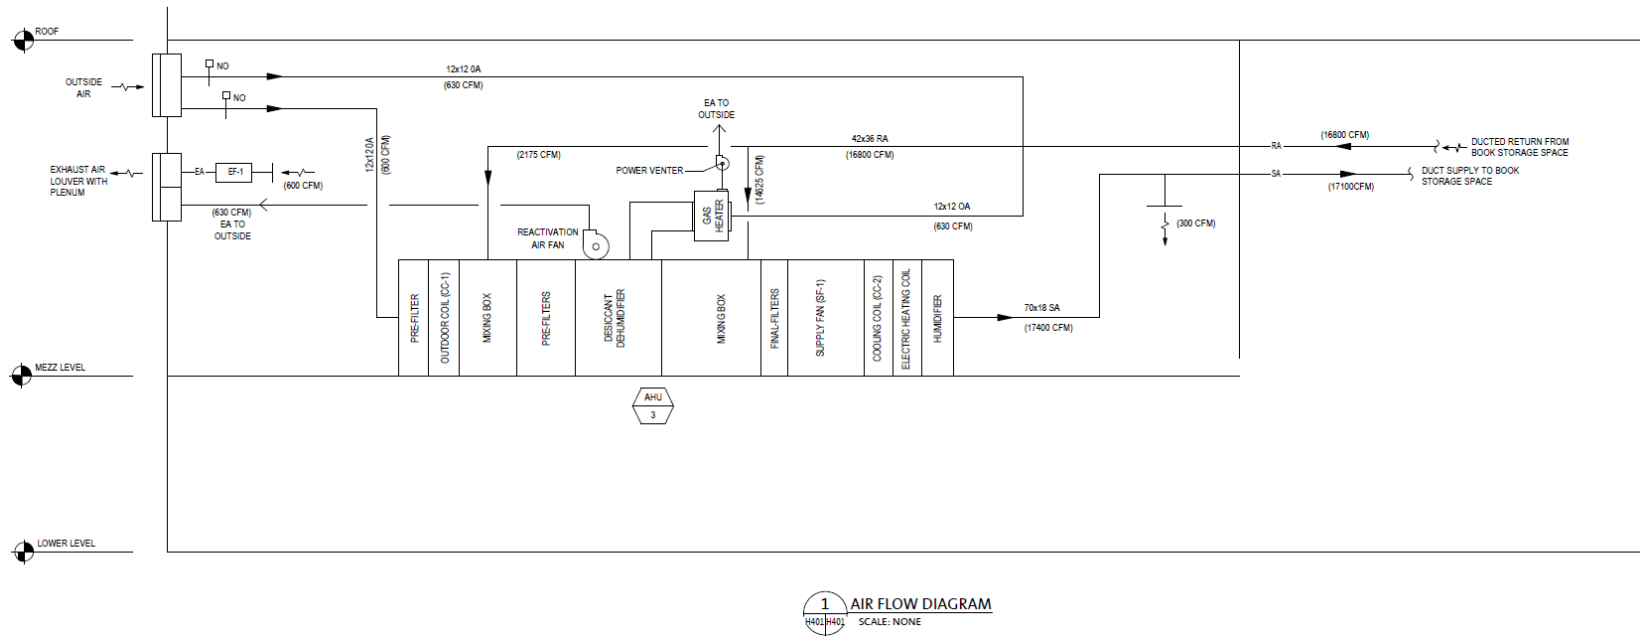 ROOF
OUTSIDE
AIR
NO
NO
12x12 0A
(630 CFM)
12x12 0A
(600 CFM)
EXHAUST AIR
LOUVER WITH
PLENUM
EA
EF-1
(600 CFM)
(630 CFM)
EA TO
OUTSIDE
(2175 CFM)
EA TO
OUTSIDE
POWER VENTER
42x36 RA
(16800 CFM)
(14625 CFM)
GAS
HEATER
REACTIVATION
AIR FAN
12x12 OA
(630 CFM)
RA
(16800 CFM)
DUCTED RETURN FROM
BOOK STORAGE SPACE
SA
(17100CFM)
DUCT SUPPLY TO BOOK
STORAGE SPACE
(300 CFM)
PRE-FILTER
OUTDOOR COIL (CC-1)
MIXING BOX
PRE-FILTERS
DESICCANT
DEHUMIDIFIER
MIXING BOX
FINAL-FILTERS
SUPPLY FAN (SF-1)
COOLING COIL (CC-2)
ELECTRIC HEATING COIL
HUMIDIFIER
70x18 SA
(17400 CFM)
MEZZ LEVEL
AHU
3
LOWER LEVEL
1
H401 H401
AIR FLOW DIAGRAM
SCALE: NONE